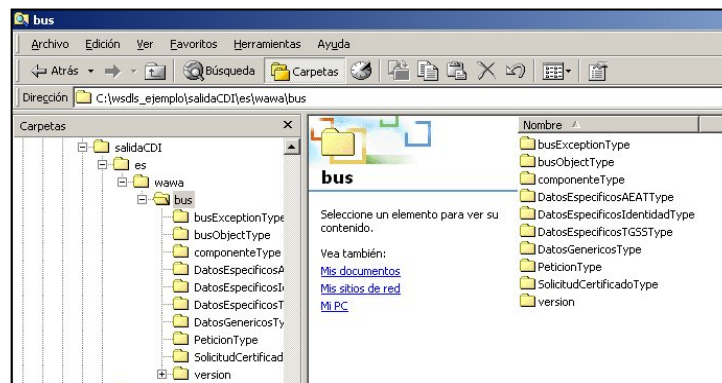 bus
Archivo Edición Ver Favoritos Herramientas Ayuda
Atrás Búsqueda Carpetas
Dirección C:\wsdls_ejemplo\salidaCDI\es\wawa\bus
Carpetas
salidaCDI
es
wawa
bus
busExceptionType
busObjectType
componenteType
DatosEspecificosA
DatosEspecificosI
DatosEspecificosT
DatosGenericosTy
PeticionType
SolicitudCertificad
version
bus
Seleccione un elemento para ver su
contenido.
Vea también:
Mis documentos
Mis sitios de red
Mi PC
Nombre
busExceptionType
busObjectType
componenteType
DatosEspecificosAEATType
DatosEspecificosIdentidadType
DatosEspecificosTGSSType
DatosGenericosType
PeticionType
SolicitudCertificadoType
version